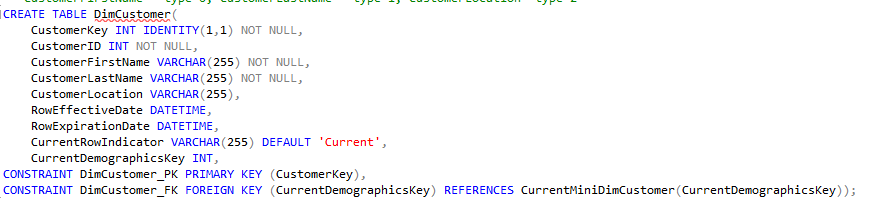 CREATE TABLE DimCustomer(
CustomerKey INT IDENTITY(1,1) NOT NULL,
CustomerID INT NOT NULL,
CustomerFirstName VARCHAR(255) NOT NULL,
CustomerLastName VARCHAR(255) NOT NULL,
CustomerLocation VARCHAR(255),
RowEffectiveDate DATETIME,
RowExpirationDate DATETIME,
CurrentRowIndicator VARCHAR(255) DEFAULT 'Current',
CurrentDemographicsKey INT,
CONSTRAINT DimCustomer_PK PRIMARY KEY (CustomerKey),
CONSTRAINT DimCustomer_FK FOREIGN KEY (CurrentDemographicsKey) REFERENCES CurrentMiniDimCustomer(CurrentDemographicsKey));